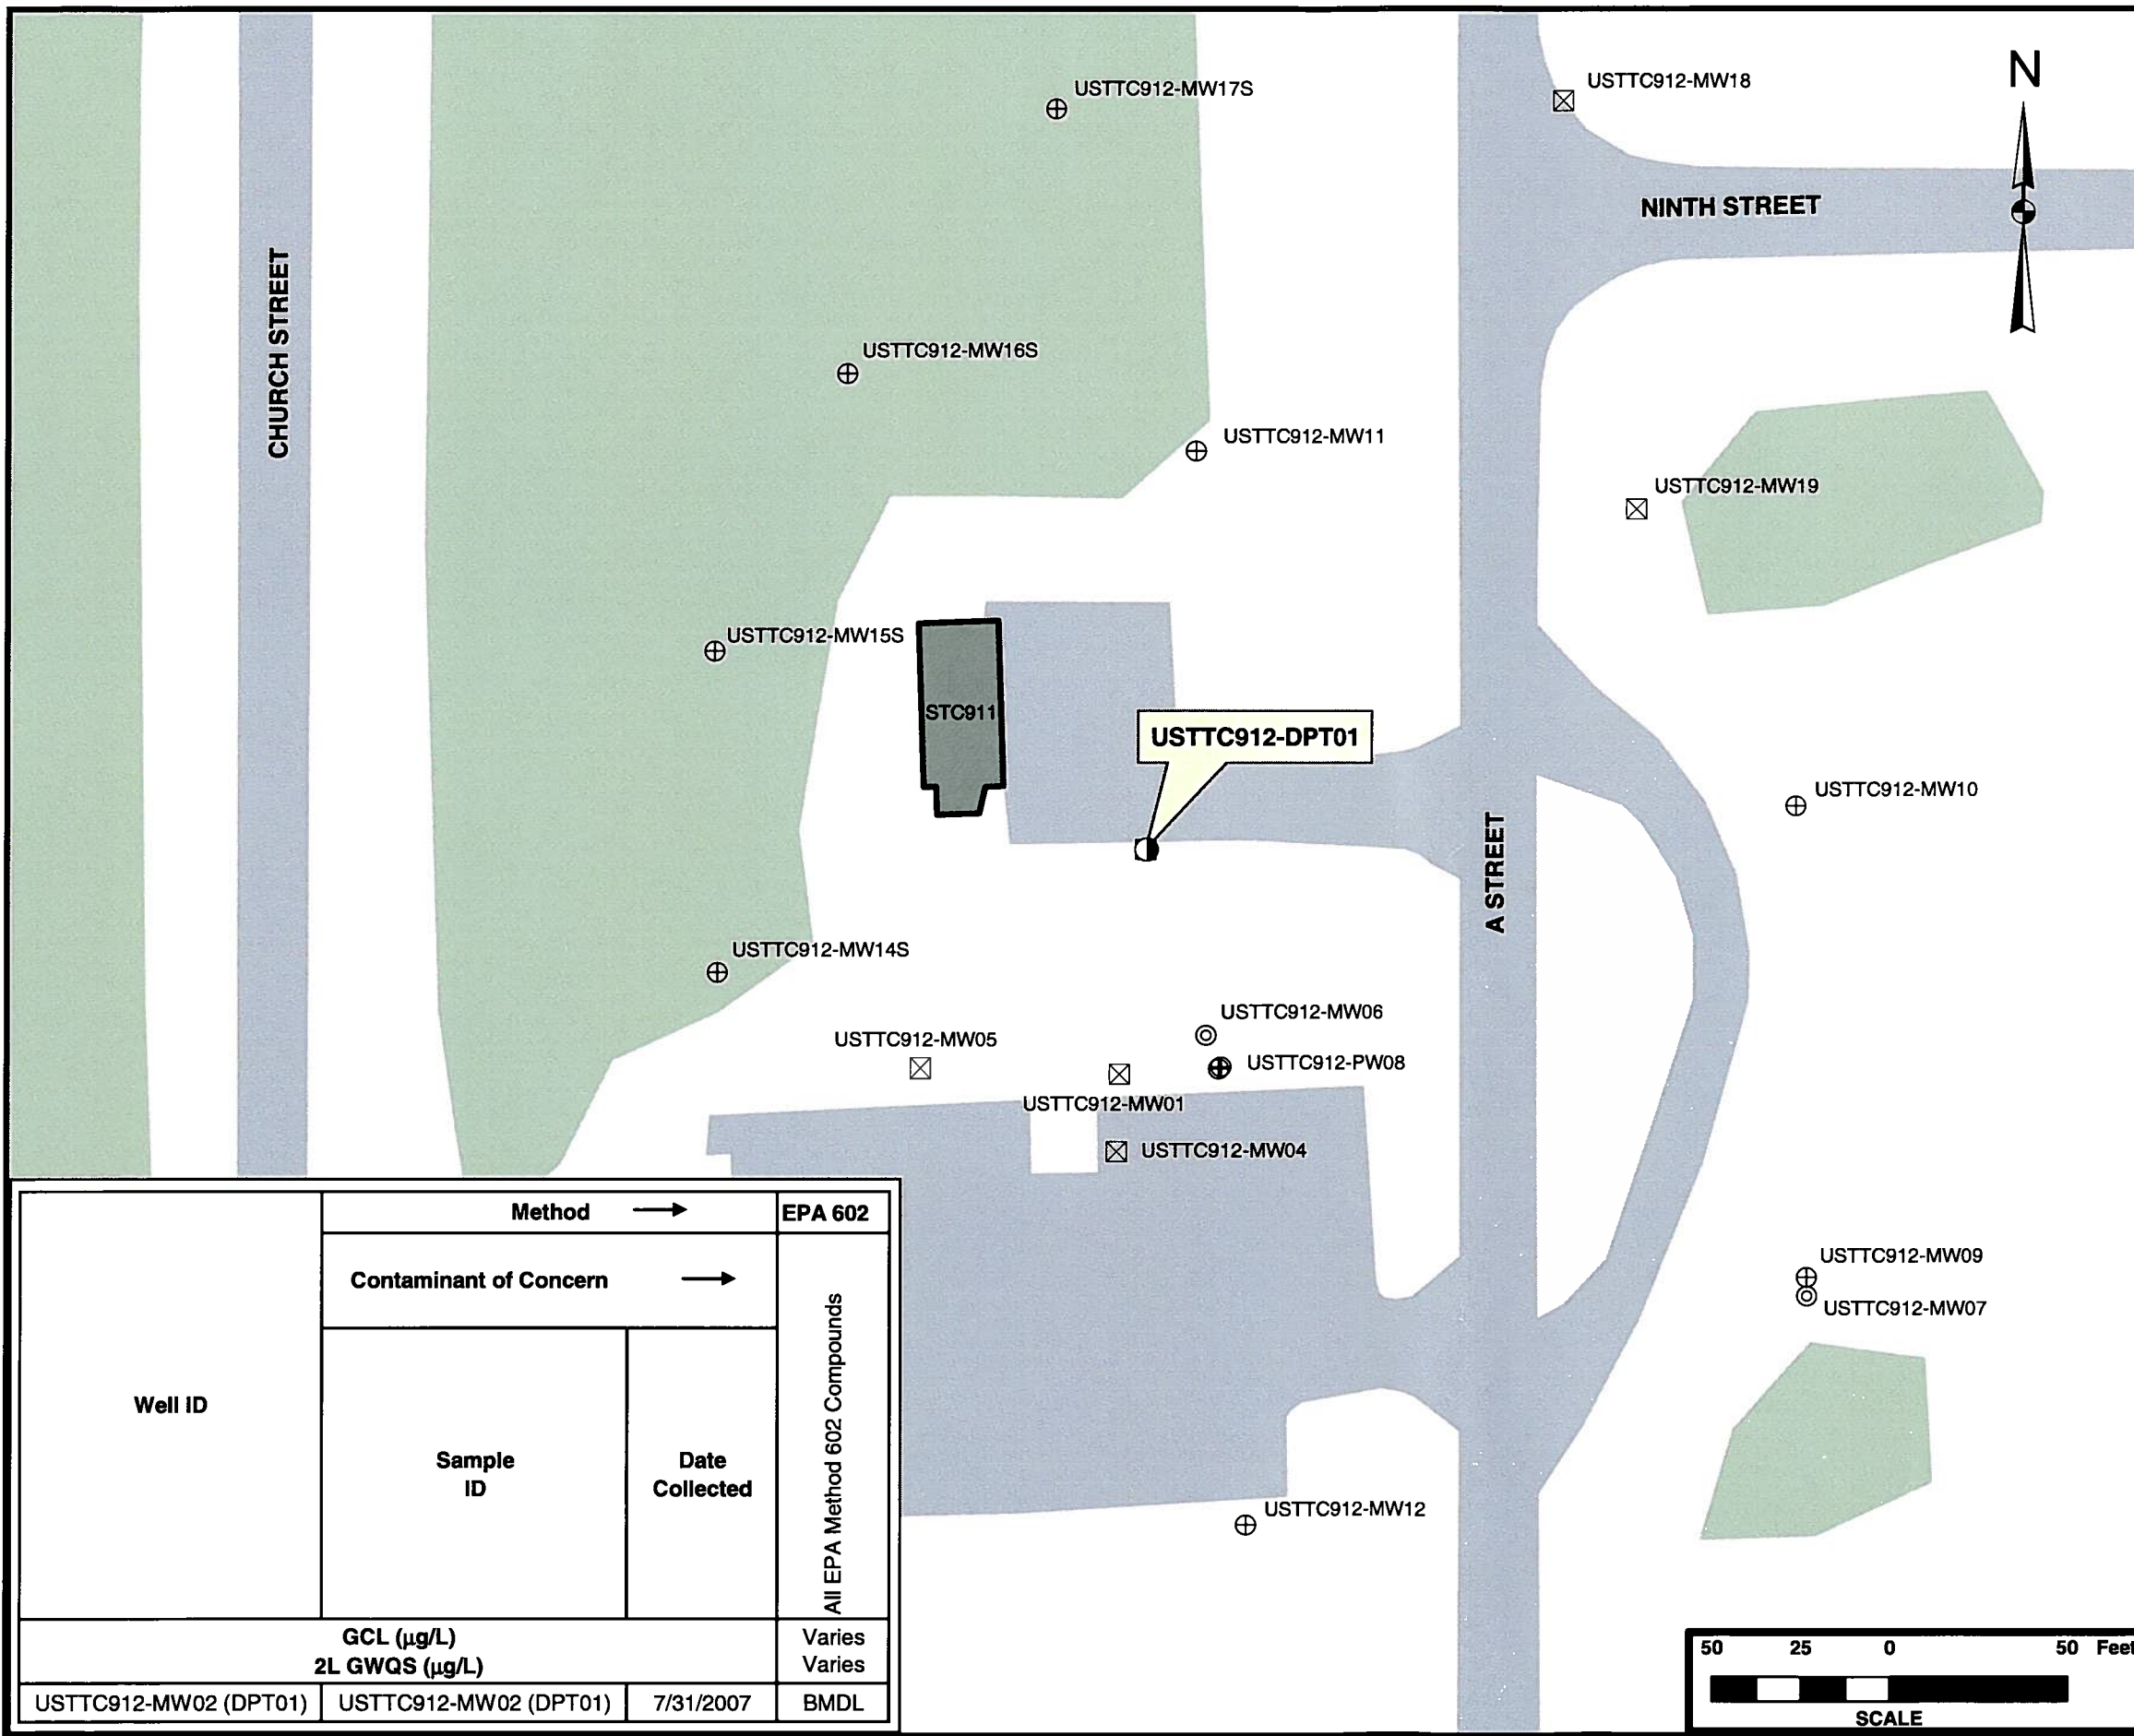 USTTC912-MW17S
USTTC912-MW18
N
NINTH STREET
CHURCH STREET
USTTC912-MW16S
USTTC912-MW11
USTTC912-MW19
USTTC912-MW15S
STC911
USTTC912-DPT01
USTTC912-MW10
A STREET
USTTC912-MW14S
USTTC912-MW06
USTTC912-MW05
USTTC912-PW08
USTTC912-MW01
USTTC912-MW04
USTTC912-MW09
USTTC912-MW07
USTTC912-MW12
Method → EPA 602
Contaminant of Concern →
All EPA Method 602 Compounds
Well ID
Sample
ID
Date
Collected
GCL (µg/L) Varies
2L GWQS (µg/L) Varies
USTTC912-MW02 (DPT01) USTTC912-MW02 (DPT01) 7/31/2007 BMDL
50 25 0 50 Feet
SCALE